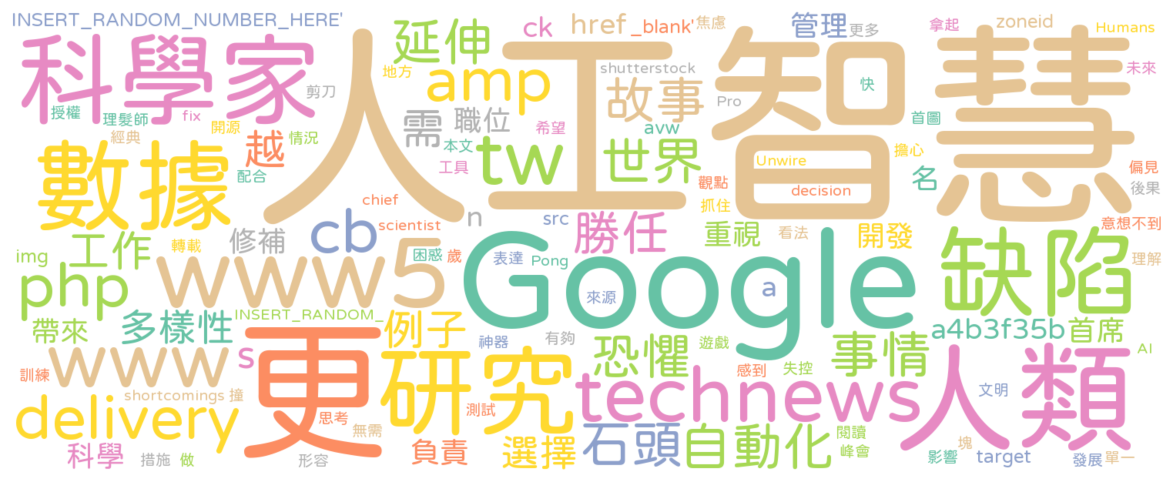 INSERT_RANDOM_NUMBER_HERE'
延伸
ck
href
_blank'
焦慮
管理
更多
拿起
zoneid
Humans
科學家
人工智慧
地方
amp
shutterstock
故事
Pro
快
未來
剪刀
授權
理髮師
fix
開源
經典
越
情況
需
職位
希望
avw
首圖
數據
配合
本文
工具
tw
世界
Unwire
擔心
偏見
名
後果
觀點
decision
chief
抓住
意想不到
scientist
n
src
勝任
重視
看法
開發
cb
修補
轉載
工作
img
困惑
歲
表達
Pong
理解
php
www5
Google
來源
a
缺陷
帶來
多樣性
INSERT_RANDOM_
例子
神器
有夠
恐懼
遊戲
事情
a4b3f35b
首席
AI
www
s
更
研究
訓練
感到
失控
technews
人類
文明
shortcomings
撞
delivery
思考
測試
無需
石頭
自動化
閱讀
科學
措施
做
形容
負責
選擇
峰會
影響
塊
target
發展
單一